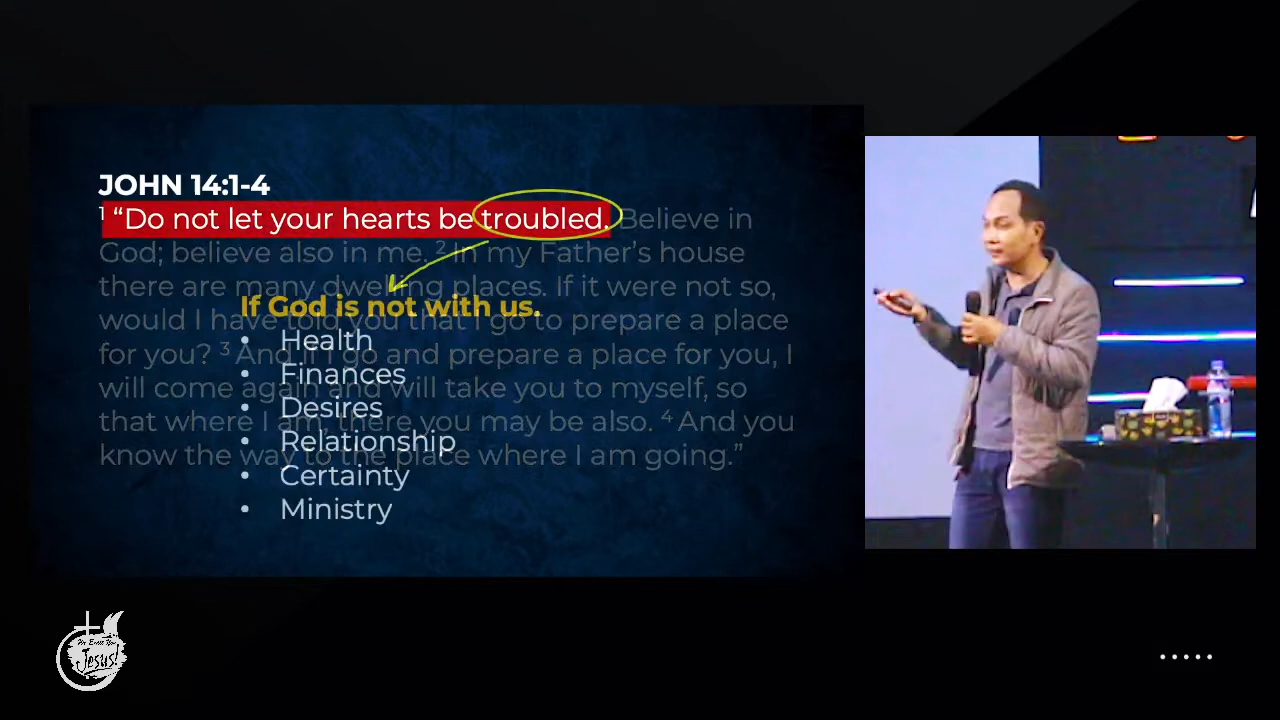 JOHN 14:1-4
1 “Do not let your hearts be troubled. Believe in
God; believe also in me. 2 In my Father’s house
there are many dwelling places. If it were not so,
If God is not with us.
would I have told you that I go to prepare a place
• Health
for you? 3 And if I go and prepare a place for you, I
• Finances
will come again and will take you to myself, so
• Desires
that where I am, there you may be also. 4 And you
• Relationship
know the way to the place where I am going.”
• Certainty
• Ministry
Jesus!